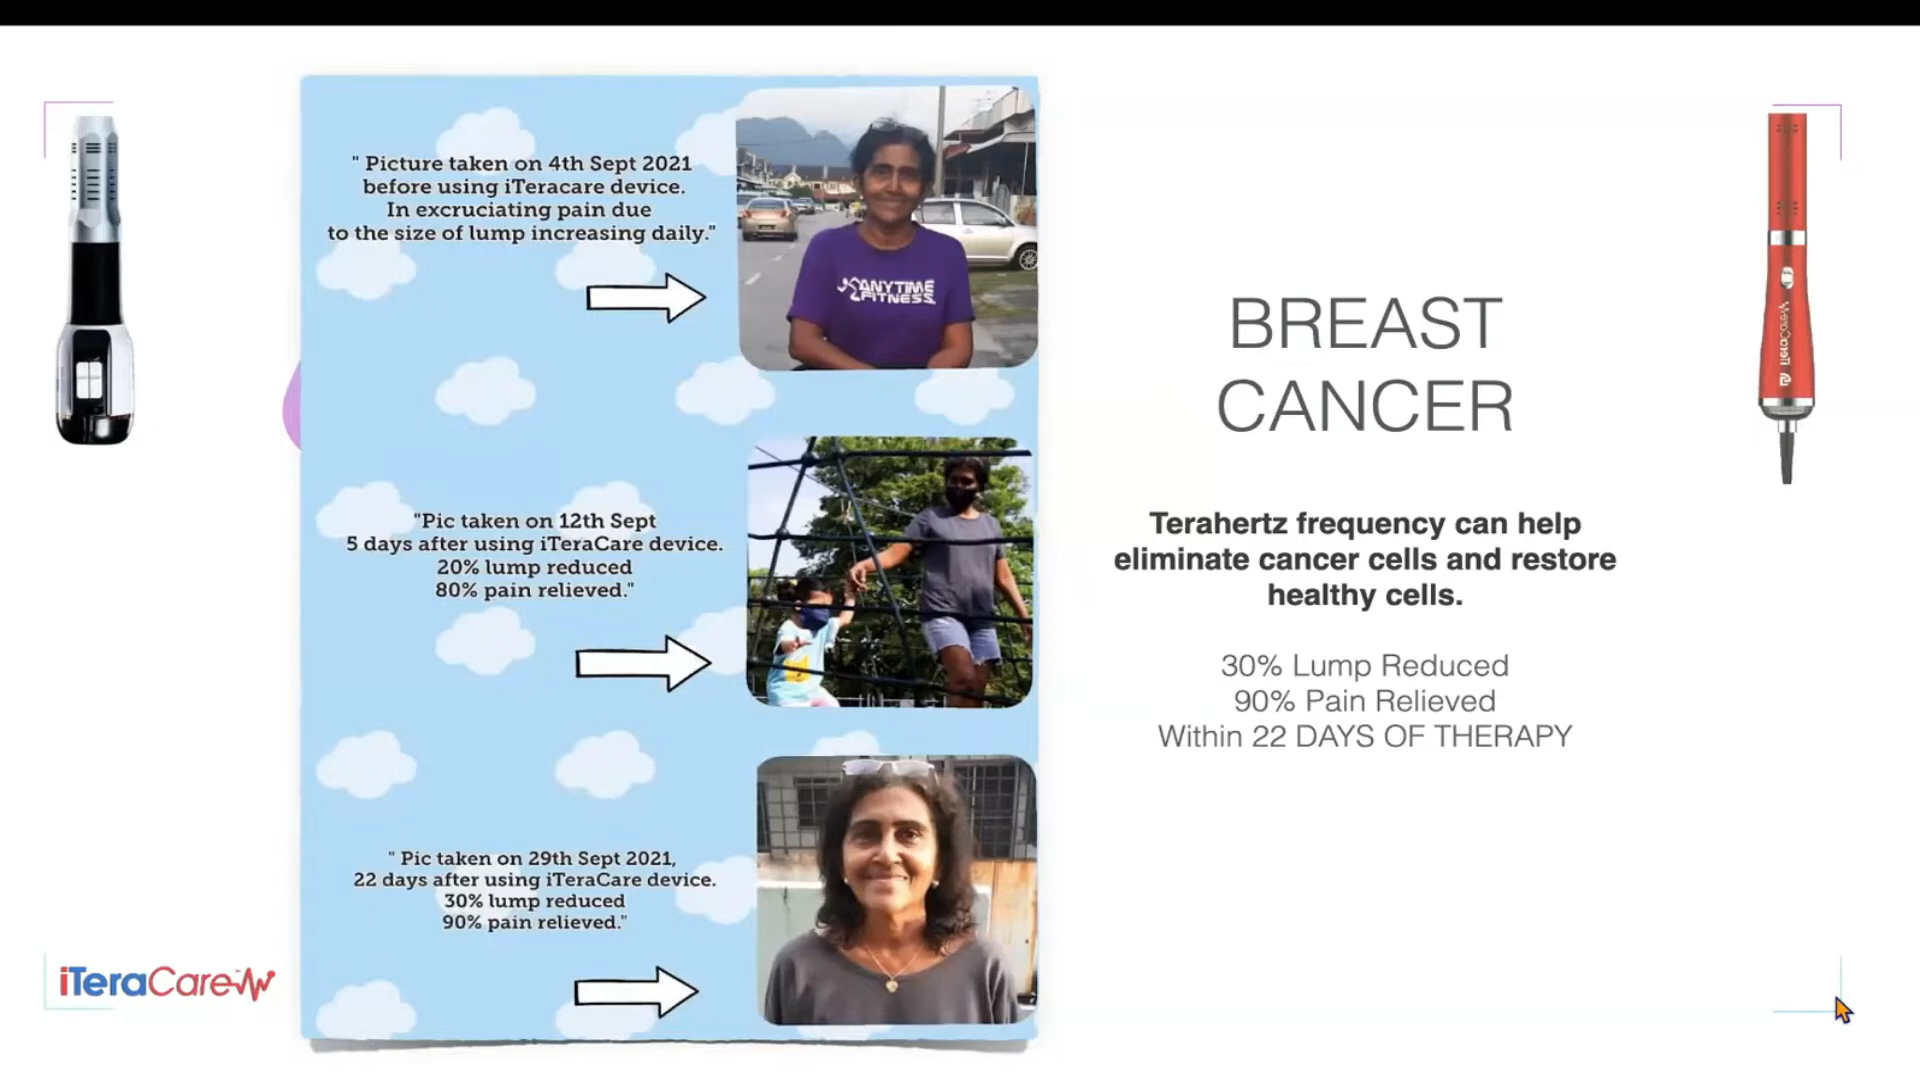 " Picture taken on 4th Sept 2021
before using iTeracare device.
In excruciating pain due
to the size of lump increasing daily."
ANYTIME
FITNESS.
"Pic taken on 12th Sept
5 days after using iTeraCare device.
20% lump reduced
80% pain relieved."
" Pic taken on 29th Sept 2021,
22 days after using iTeraCare device.
30% lump reduced
90% pain relieved."
BREAST
CANCER
Terahertz frequency can help
eliminate cancer cells and restore
healthy cells.
30% Lump Reduced
90% Pain Relieved
Within 22 DAYS OF THERAPY
iTeraCare
iTeraCare